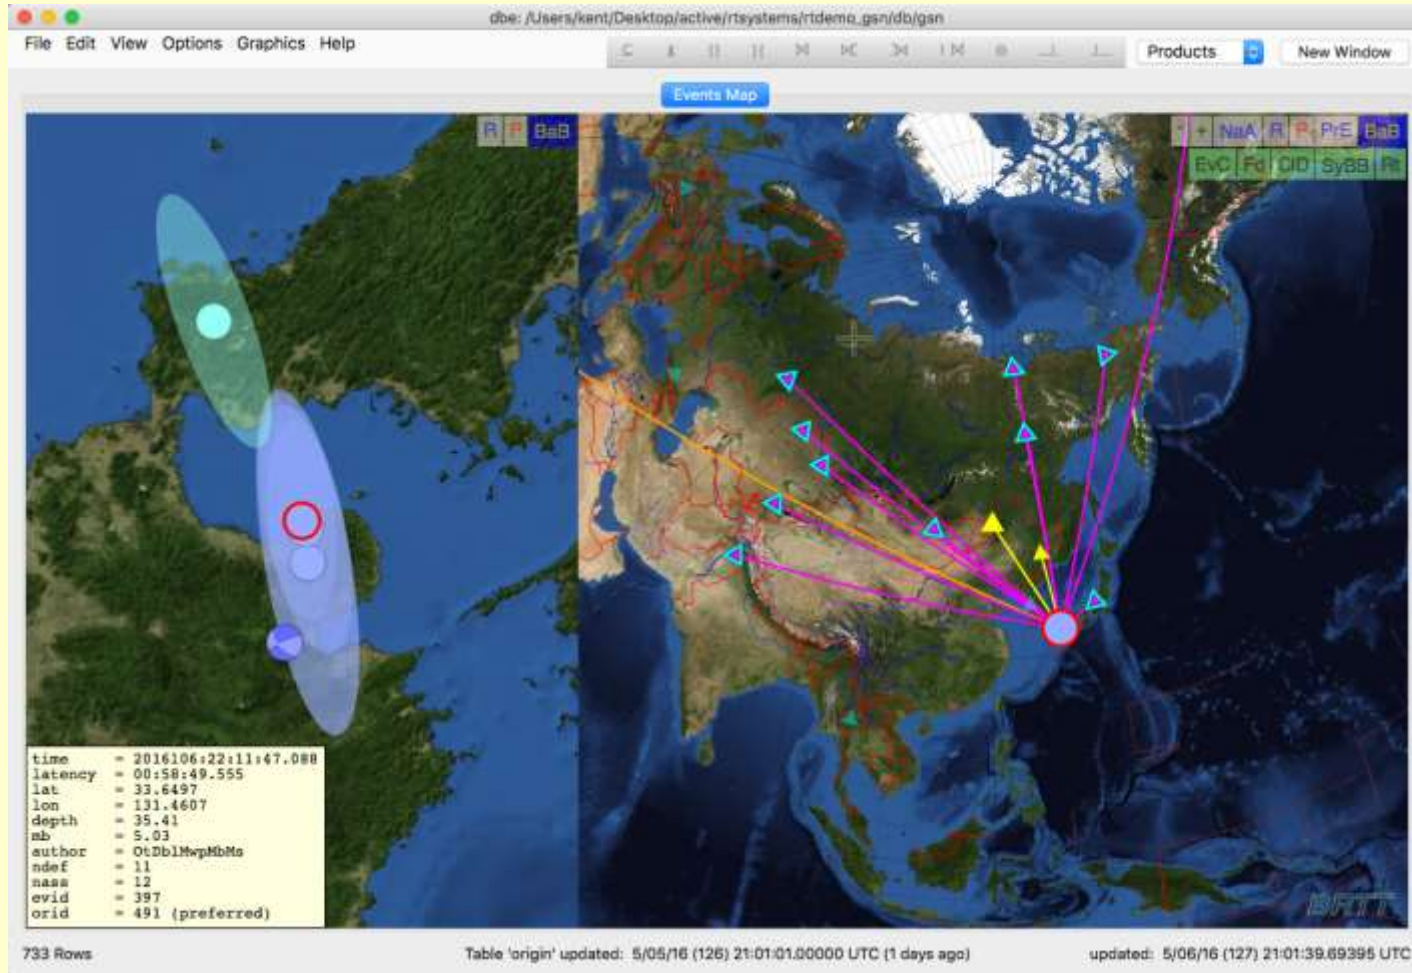 dbe: /Users/kent/Desktop/active/rtsystems/rtdemo_gsn/db/gsn
File Edit View Options Graphics Help
Products
New Window
Events Map
R P BaB
* + NaA R P PrE BaB
EvC Fd CID SyBB Rt
time = 2016106:22:11:47.088
latency = 00:58:49.555
lat = 33.6497
lon = 131.4607
depth = 35.41
mb = 5.03
author = OtDblMwpMbMs
ndef = 11
nass = 12
evid = 397
orid = 491 (preferred)
BRTT
733 Rows
Table 'origin' updated: 5/05/16 (126) 21:01:01.00000 UTC (1 days ago)
updated: 5/06/16 (127) 21:01:39.69395 UTC